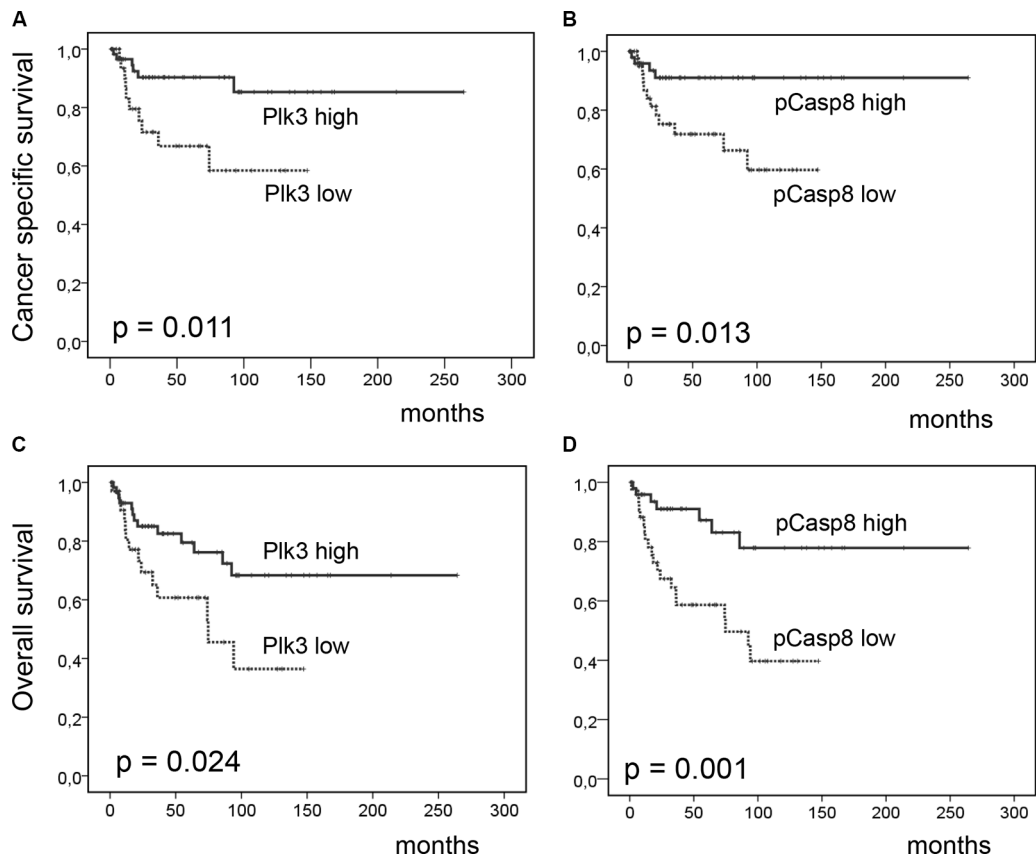 A
Cancer specific survival
1,0
0,8
0,6
0,4
0,2
0,0
Plk3 high
Plk3 low
p = 0.011
0 50 100 150 200 250 300
months
B
1,0
0,8
0,6
0,4
0,2
0,0
pCasp8 high
pCasp8 low
p = 0.013
0 50 100 150 200 250 300
months
C
Overall survival
1,0
0,8
0,6
0,4
0,2
0,0
Plk3 high
Plk3 low
p = 0.024
0 50 100 150 200 250 300
months
D
1,0
0,8
0,6
0,4
0,2
0,0
pCasp8 high
pCasp8 low
p = 0.001
0 50 100 150 200 250 300
months